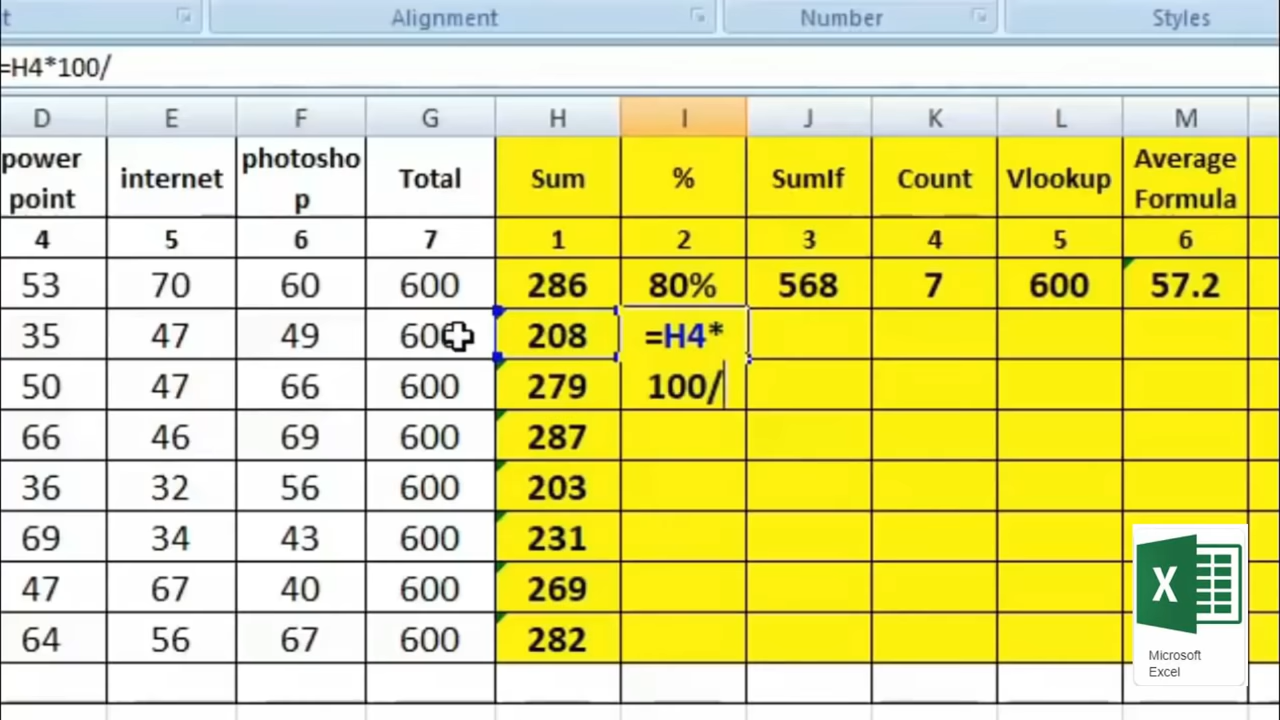 t Alignment Number Styles
=H4*100/
D E F G H I J K L M
power point internet photosho p Total Sum % SumIf Count Vlookup Average Formula
4 5 6 7 1 2 3 4 5 6
53 70 60 600 286 80% 568 7 600 57.2
35 47 49 600 208 =H4*
50 47 66 600 279 100/
66 46 69 600 287
36 32 56 600 203
69 34 43 600 231
47 67 40 600 269
64 56 67 600 282
X
Microsoft
Excel